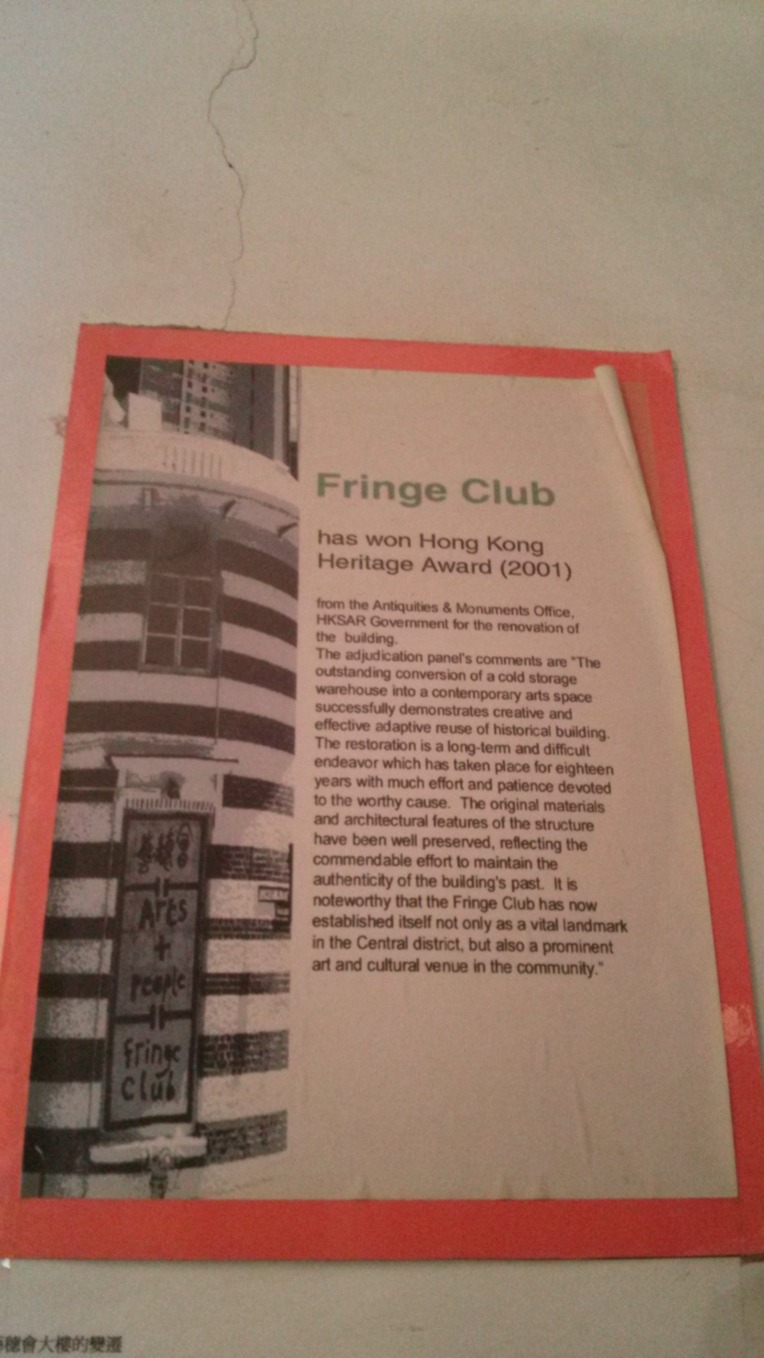 Fringe Club
has won Hong Kong
Heritage Award (2001)
from the Antiquities & Monuments Office,
HKSAR Government for the renovation of
the building.
The adjudication panel's comments are "The
outstanding conversion of a cold storage
warehouse into a contemporary arts space
successfully demonstrates creative and
effective adaptive reuse of historical building.
The restoration is a long-term and difficult
endeavor which has taken place for eighteen
years with much effort and patience devoted
to the worthy cause. The original materials
and architectural features of the structure
have been well preserved, reflecting the
commendable effort to maintain the
authenticity of the building's past. It is
noteworthy that the Fringe Club has now
established itself not only as a vital landmark
in the Central district, but also a prominent
art and cultural venue in the community."
Arts
+
people
fringe
club
穗會大樓的變遷